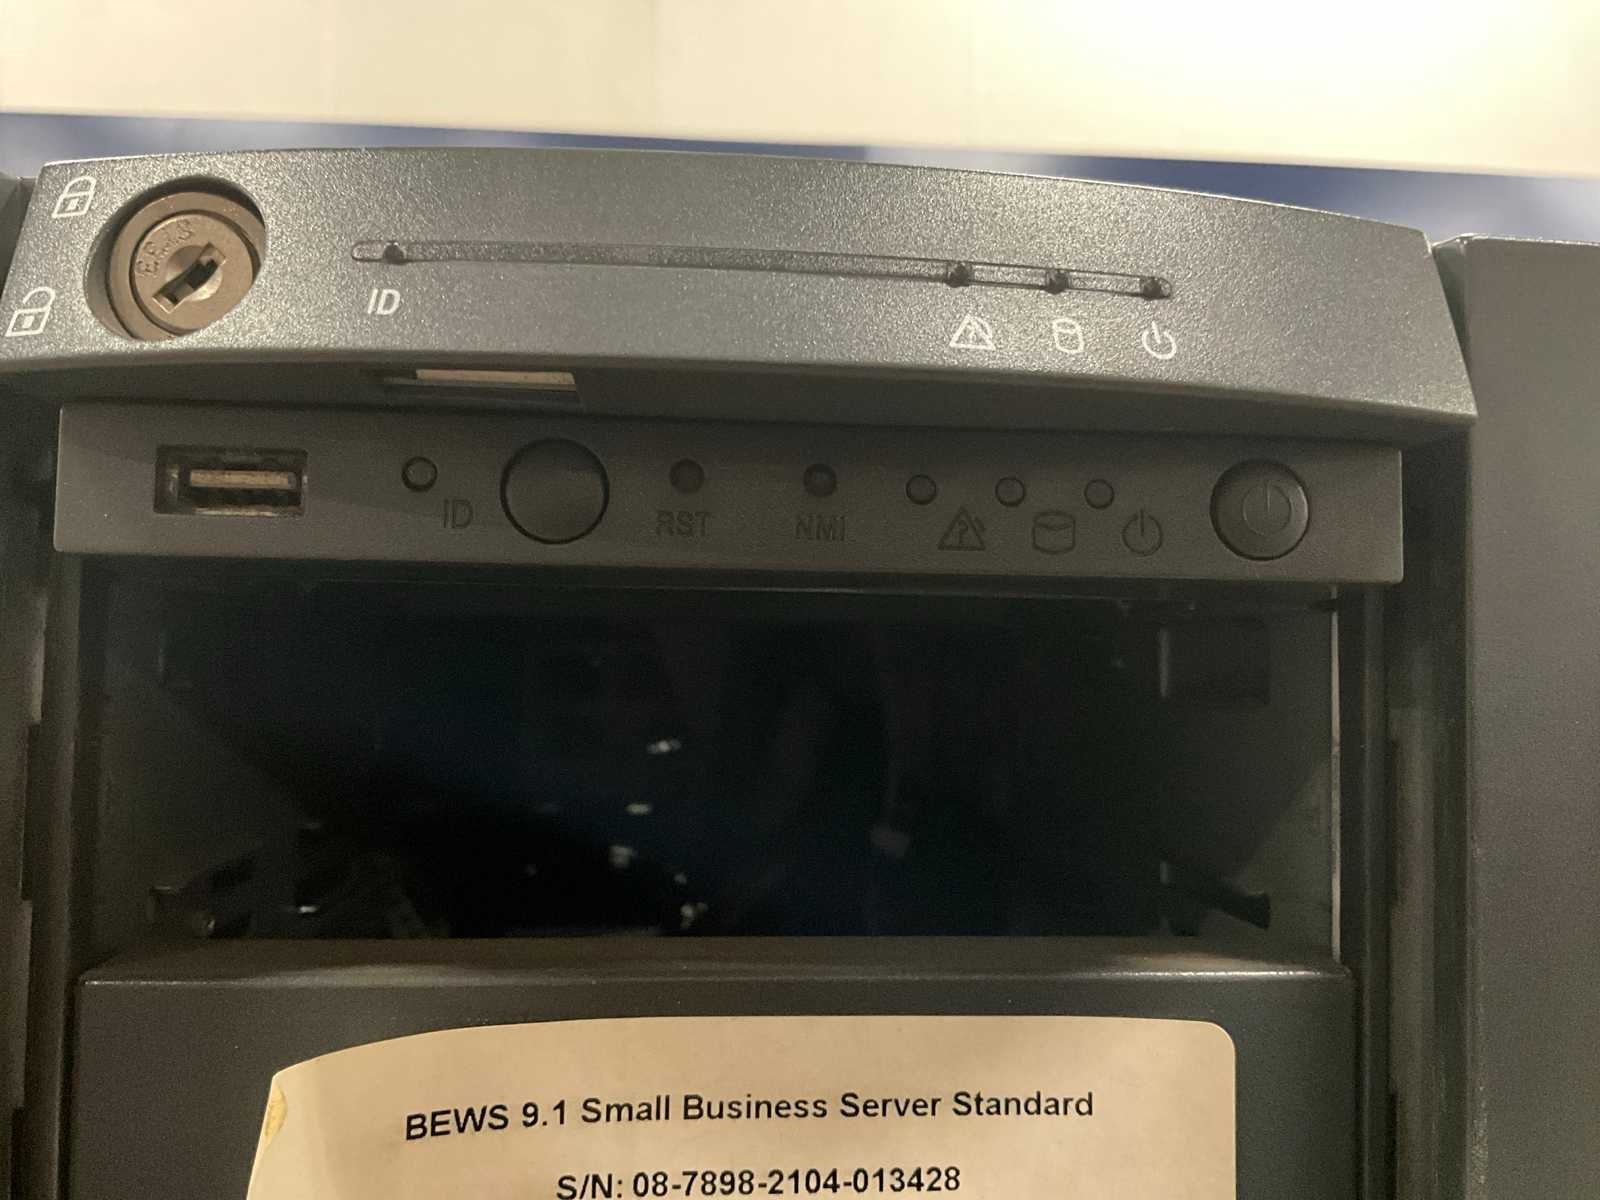 ID
ID
RST
NMI
BEWS 9.1 Small Business Server Standard
S/N: 08-7898-2104-013428